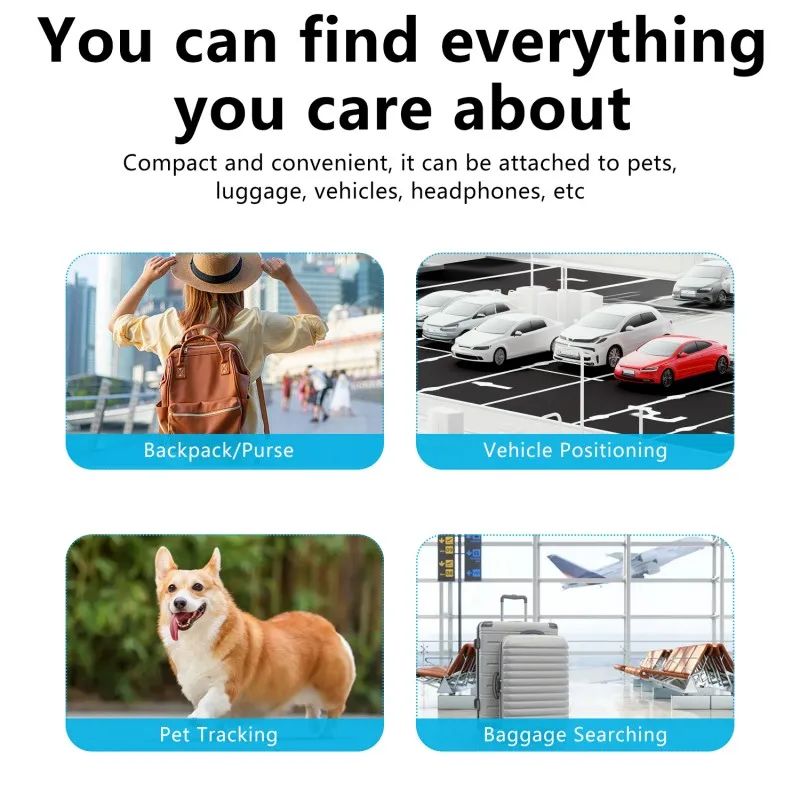 You can find everything
you care about
Compact and convenient, it can be attached to pets,
luggage, vehicles, headphones, etc
Backpack/Purse
Vehicle Positioning
Pet Tracking
Baggage Searching